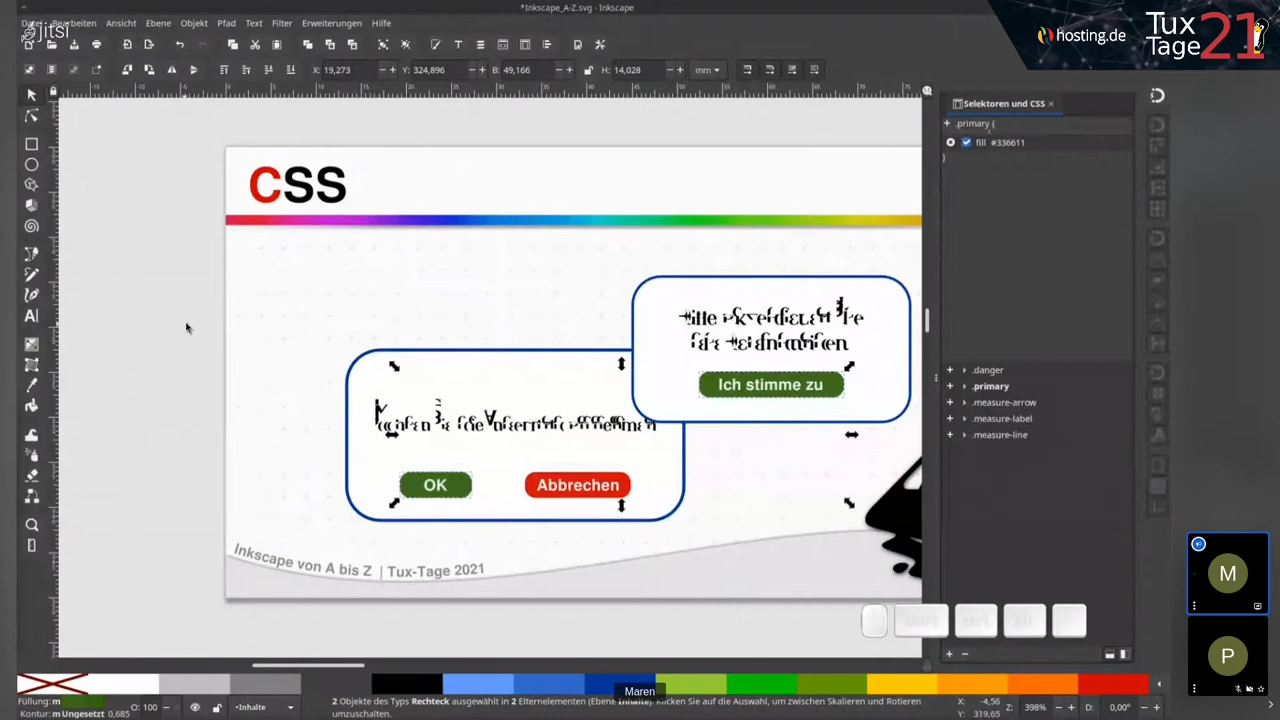 *Inkscape_A-Z.svg - Inkscape
Datei Bearbeiten Ansicht Ebene Objekt Pfad Text Filter Erweiterungen Hilfe
Jitsi
hosting.de
Tux
Tage
21
X: 19,273 Y: 324,896 B: 49,166 H: 14,028 mm
Selektoren und CSS
.primary {
fill #336611
}
CSS
Ich stimme zu
OK
Abbrechen
.danger
.primary
.measure-arrow
.measure-label
.measure-line
Inkscape von A bis Z | Tux-Tage 2021
M
P
Maren
Füllung: m
Kontur: m Ungesetzt 0,685
O: 100
Inhalte
2 Objekte des Typs Rechteck ausgewählt in 2 Elternelementen (Ebene Inhalte). Klicken Sie auf die Auswahl, um zwischen Skalieren und Rotieren
umzuschalten.
X: -4,56
Y: 319,65
Z: 398%
D: 0,00°